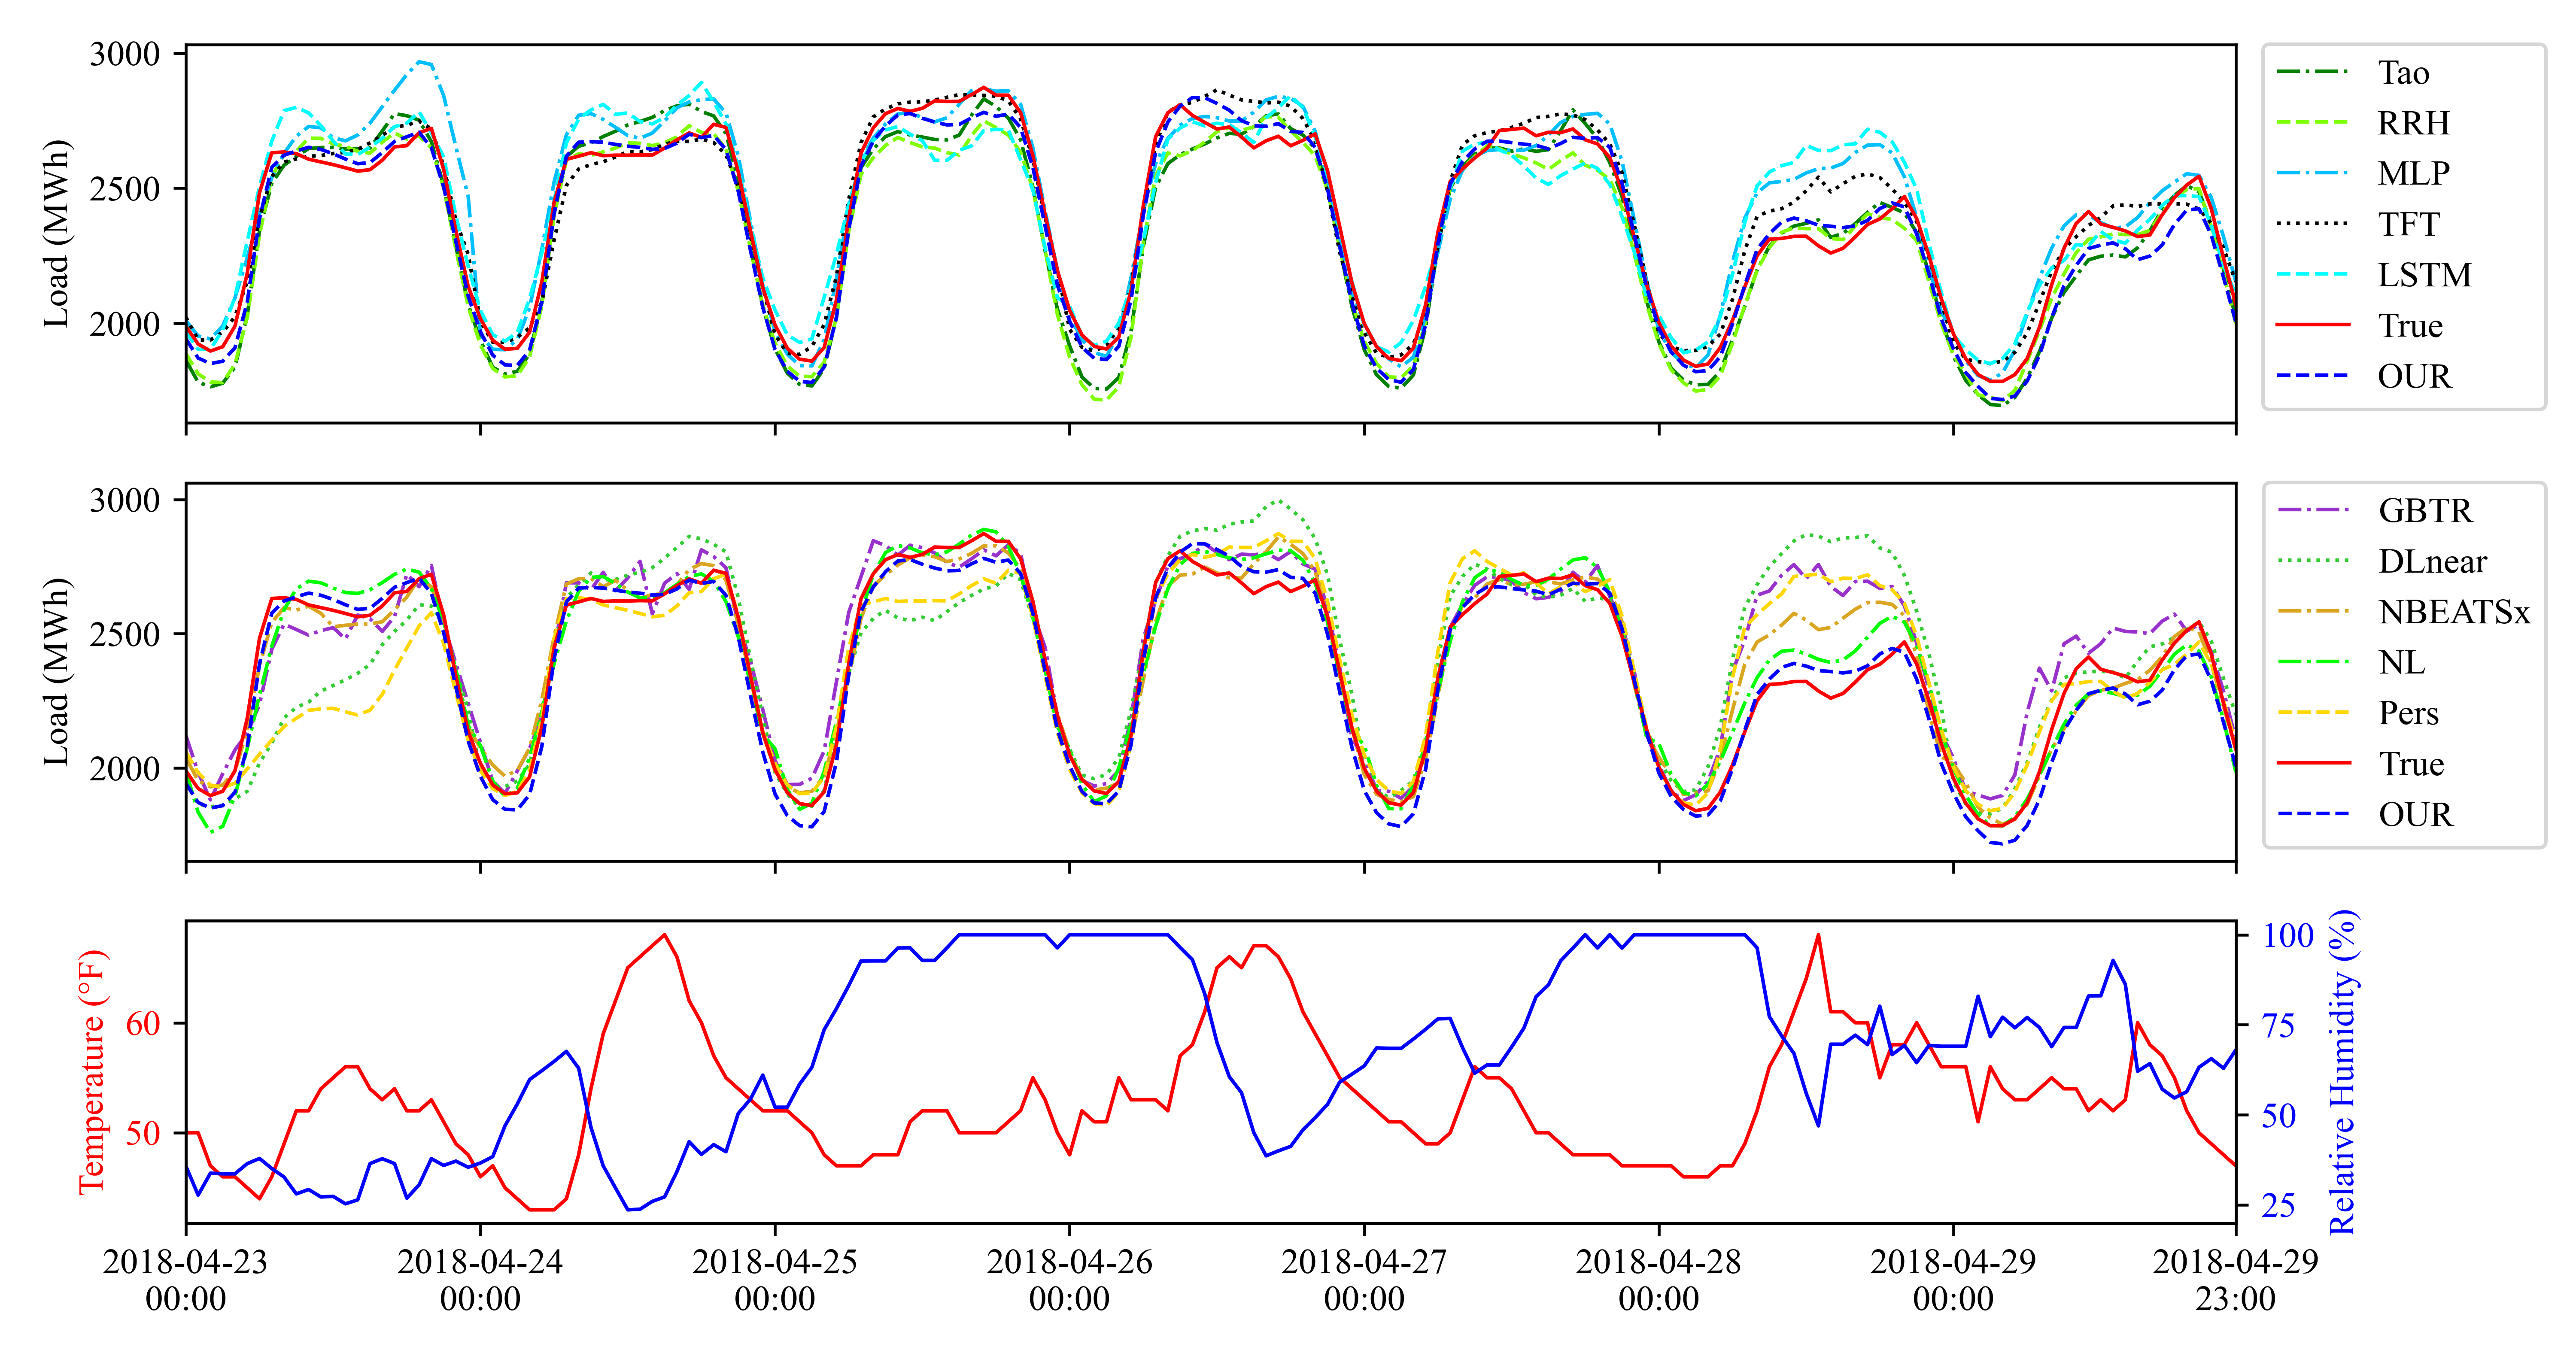 3000
2500
2000
Load (MWh)
Tao
RRH
MLP
TFT
LSTM
True
OUR
3000
2500
2000
Load (MWh)
GBTR
DLnear
NBEATSx
NL
Pers
True
OUR
60
50
Temperature (°F)
100
75
50
25
Relative Humidity (%)
2018-04-23 2018-04-24 2018-04-25 2018-04-26 2018-04-27 2018-04-28 2018-04-29 2018-04-29
00:00 00:00 00:00 00:00 00:00 00:00 00:00 23:00